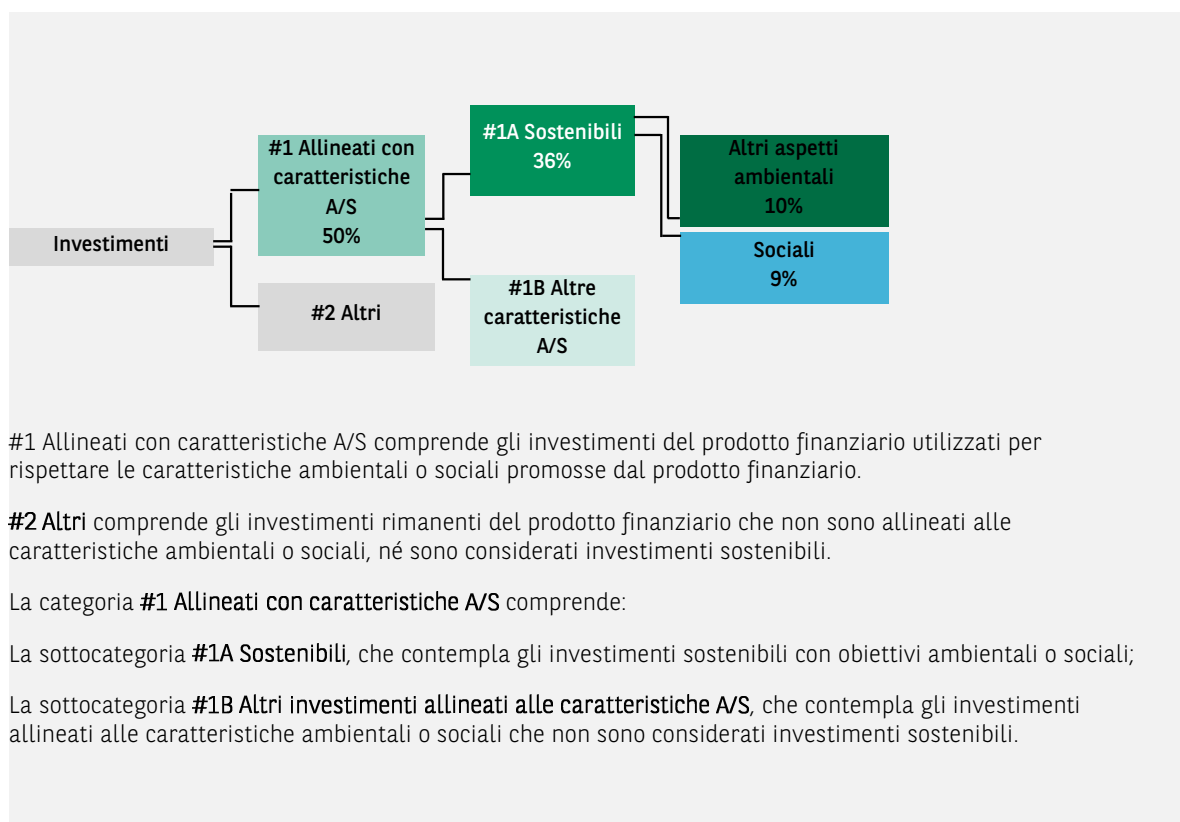 Investimenti
#1 Allineati con
caratteristiche
A/S
50%
#2 Altri
#1A Sostenibili
36%
#1B Altre
caratteristiche
A/S
Altri aspetti
ambientali
10%
Sociali
9%
#1 Allineati con caratteristiche A/S comprende gli investimenti del prodotto finanziario utilizzati per
rispettare le caratteristiche ambientali o sociali promosse dal prodotto finanziario.
#2 Altri comprende gli investimenti rimanenti del prodotto finanziario che non sono allineati alle
caratteristiche ambientali o sociali, né sono considerati investimenti sostenibili.
La categoria #1 Allineati con caratteristiche A/S comprende:
La sottocategoria #1A Sostenibili, che contempla gli investimenti sostenibili con obiettivi ambientali o sociali;
La sottocategoria #1B Altri investimenti allineati alle caratteristiche A/S, che contempla gli investimenti
allineati alle caratteristiche ambientali o sociali che non sono considerati investimenti sostenibili.